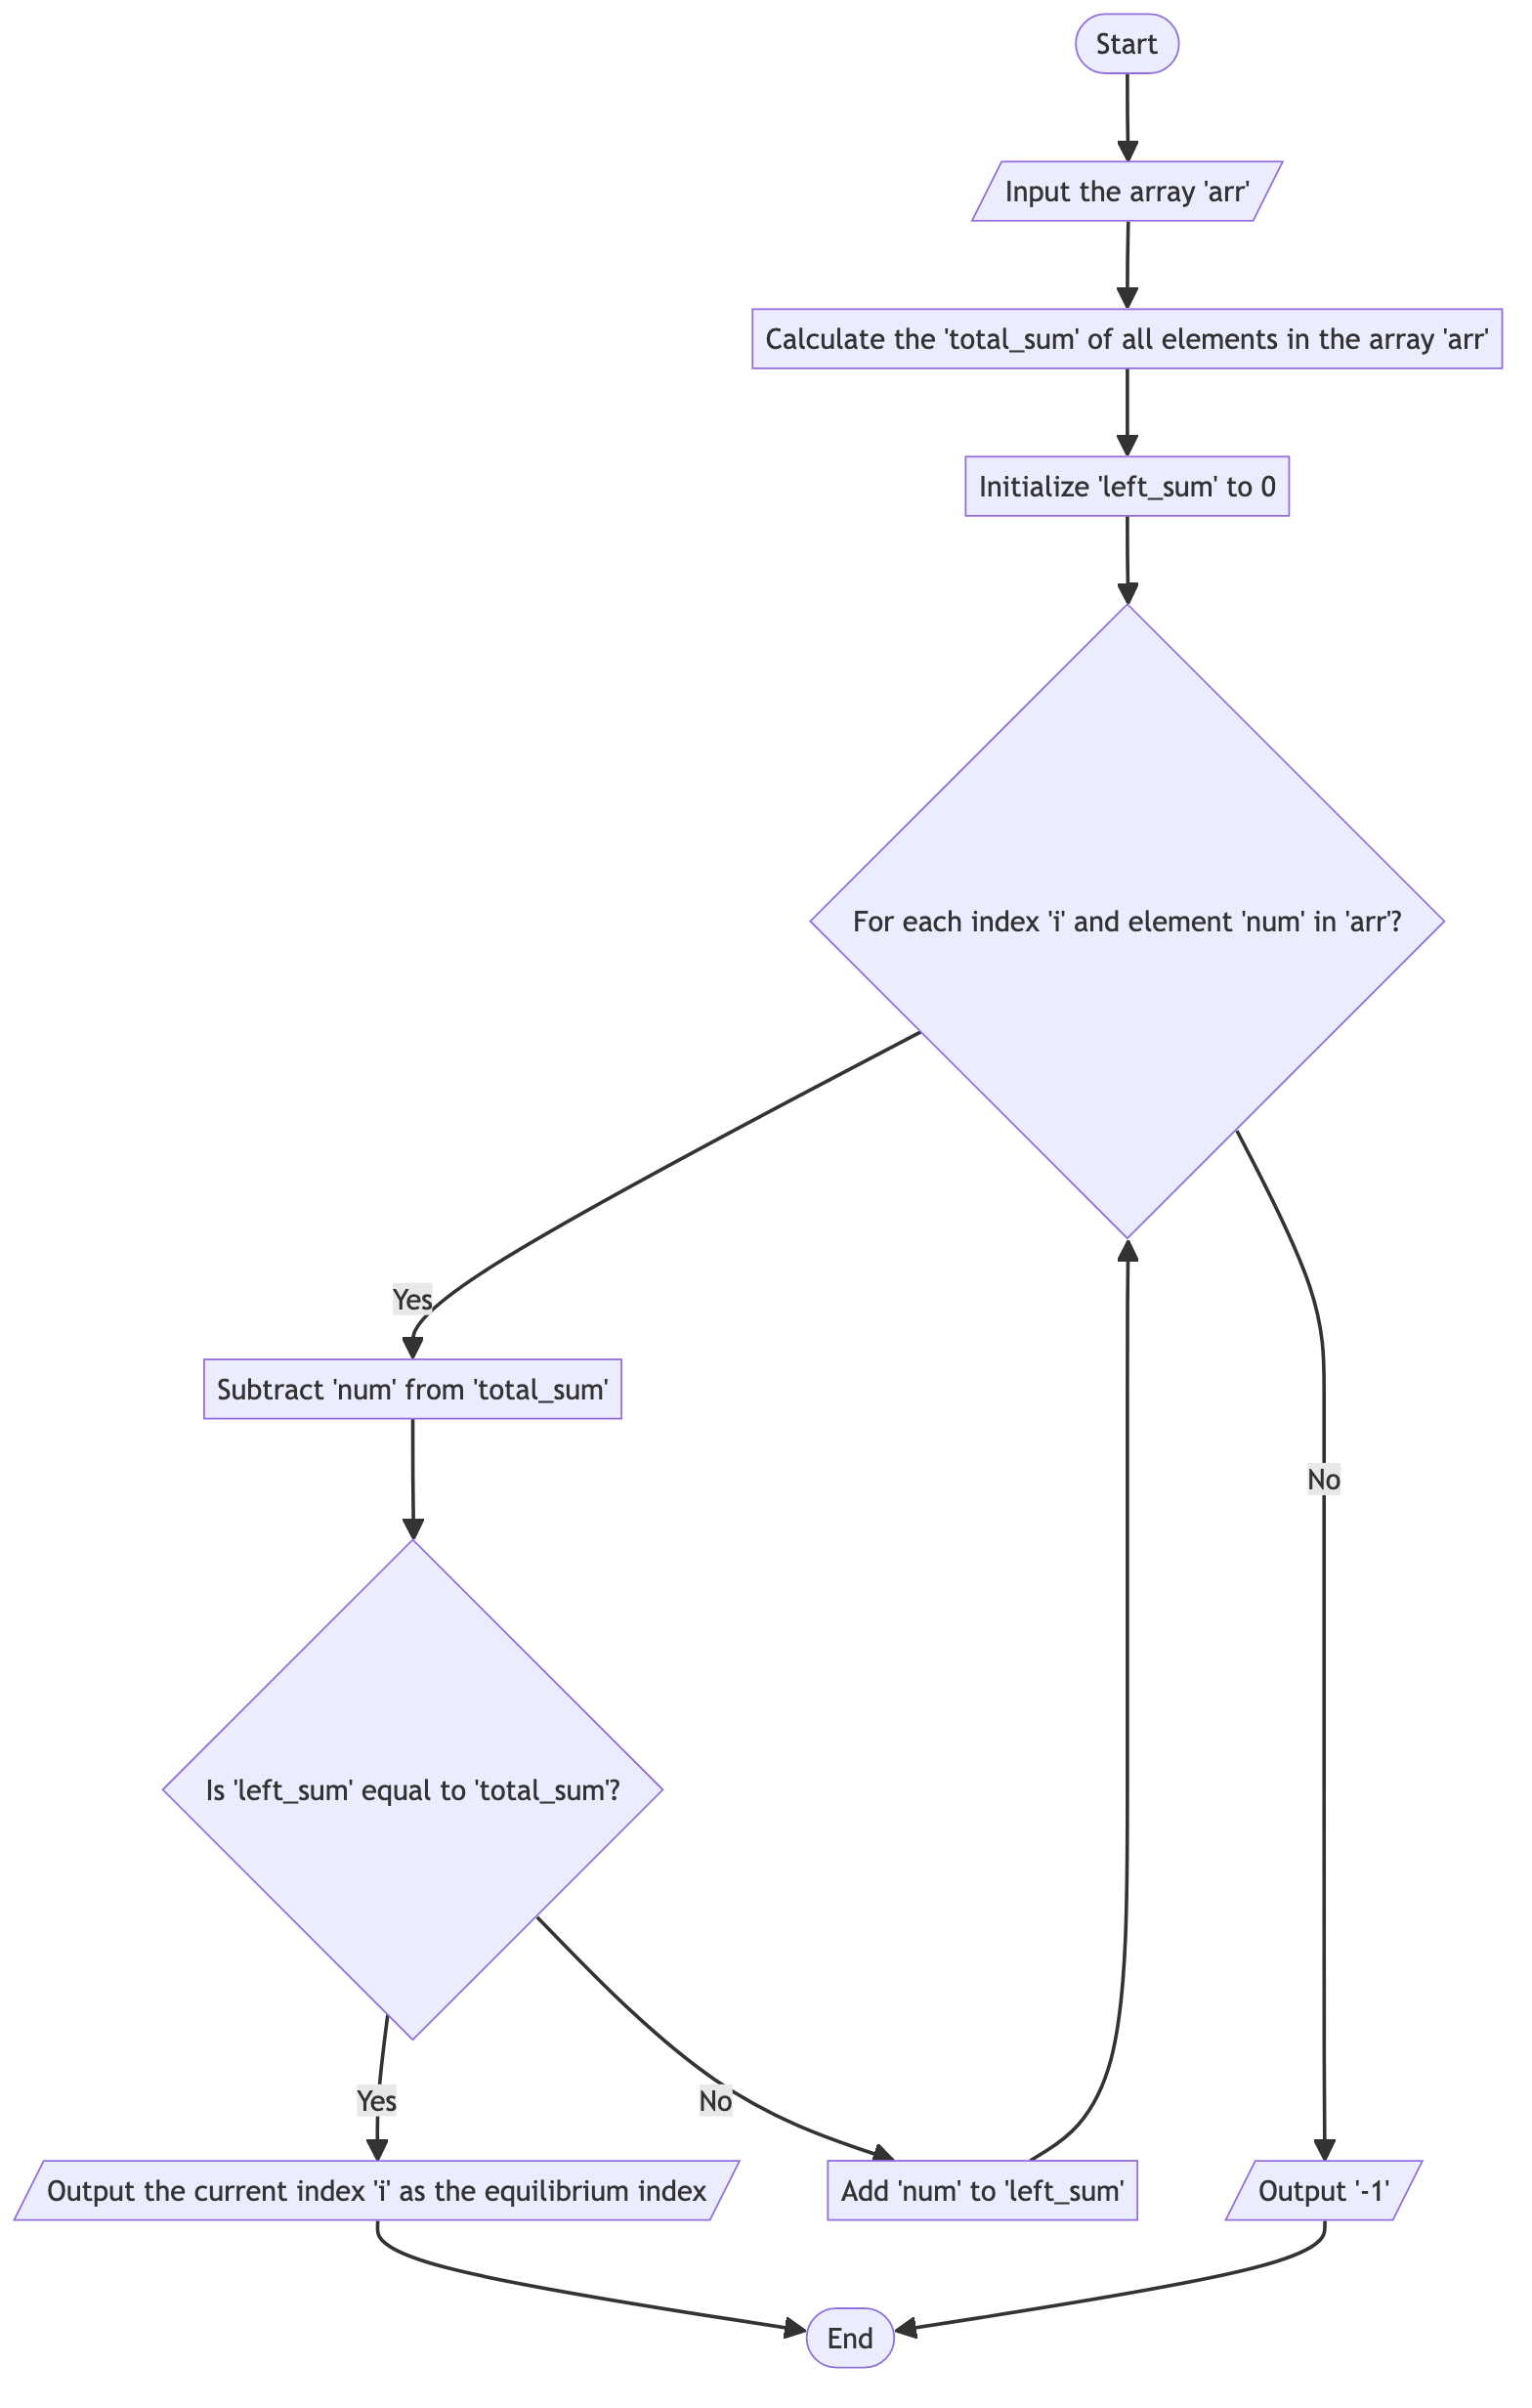 Start
Input the array 'arr'
Calculate the 'total_sum' of all elements in the array 'arr'
Initialize 'left_sum' to 0
For each index 'i' and element 'num' in 'arr'?
Yes
Subtract 'num' from 'total_sum'
No
Is 'left_sum' equal to 'total_sum'?
Yes
No
Output the current index 'i' as the equilibrium index
Add 'num' to 'left_sum'
Output '-1'
End